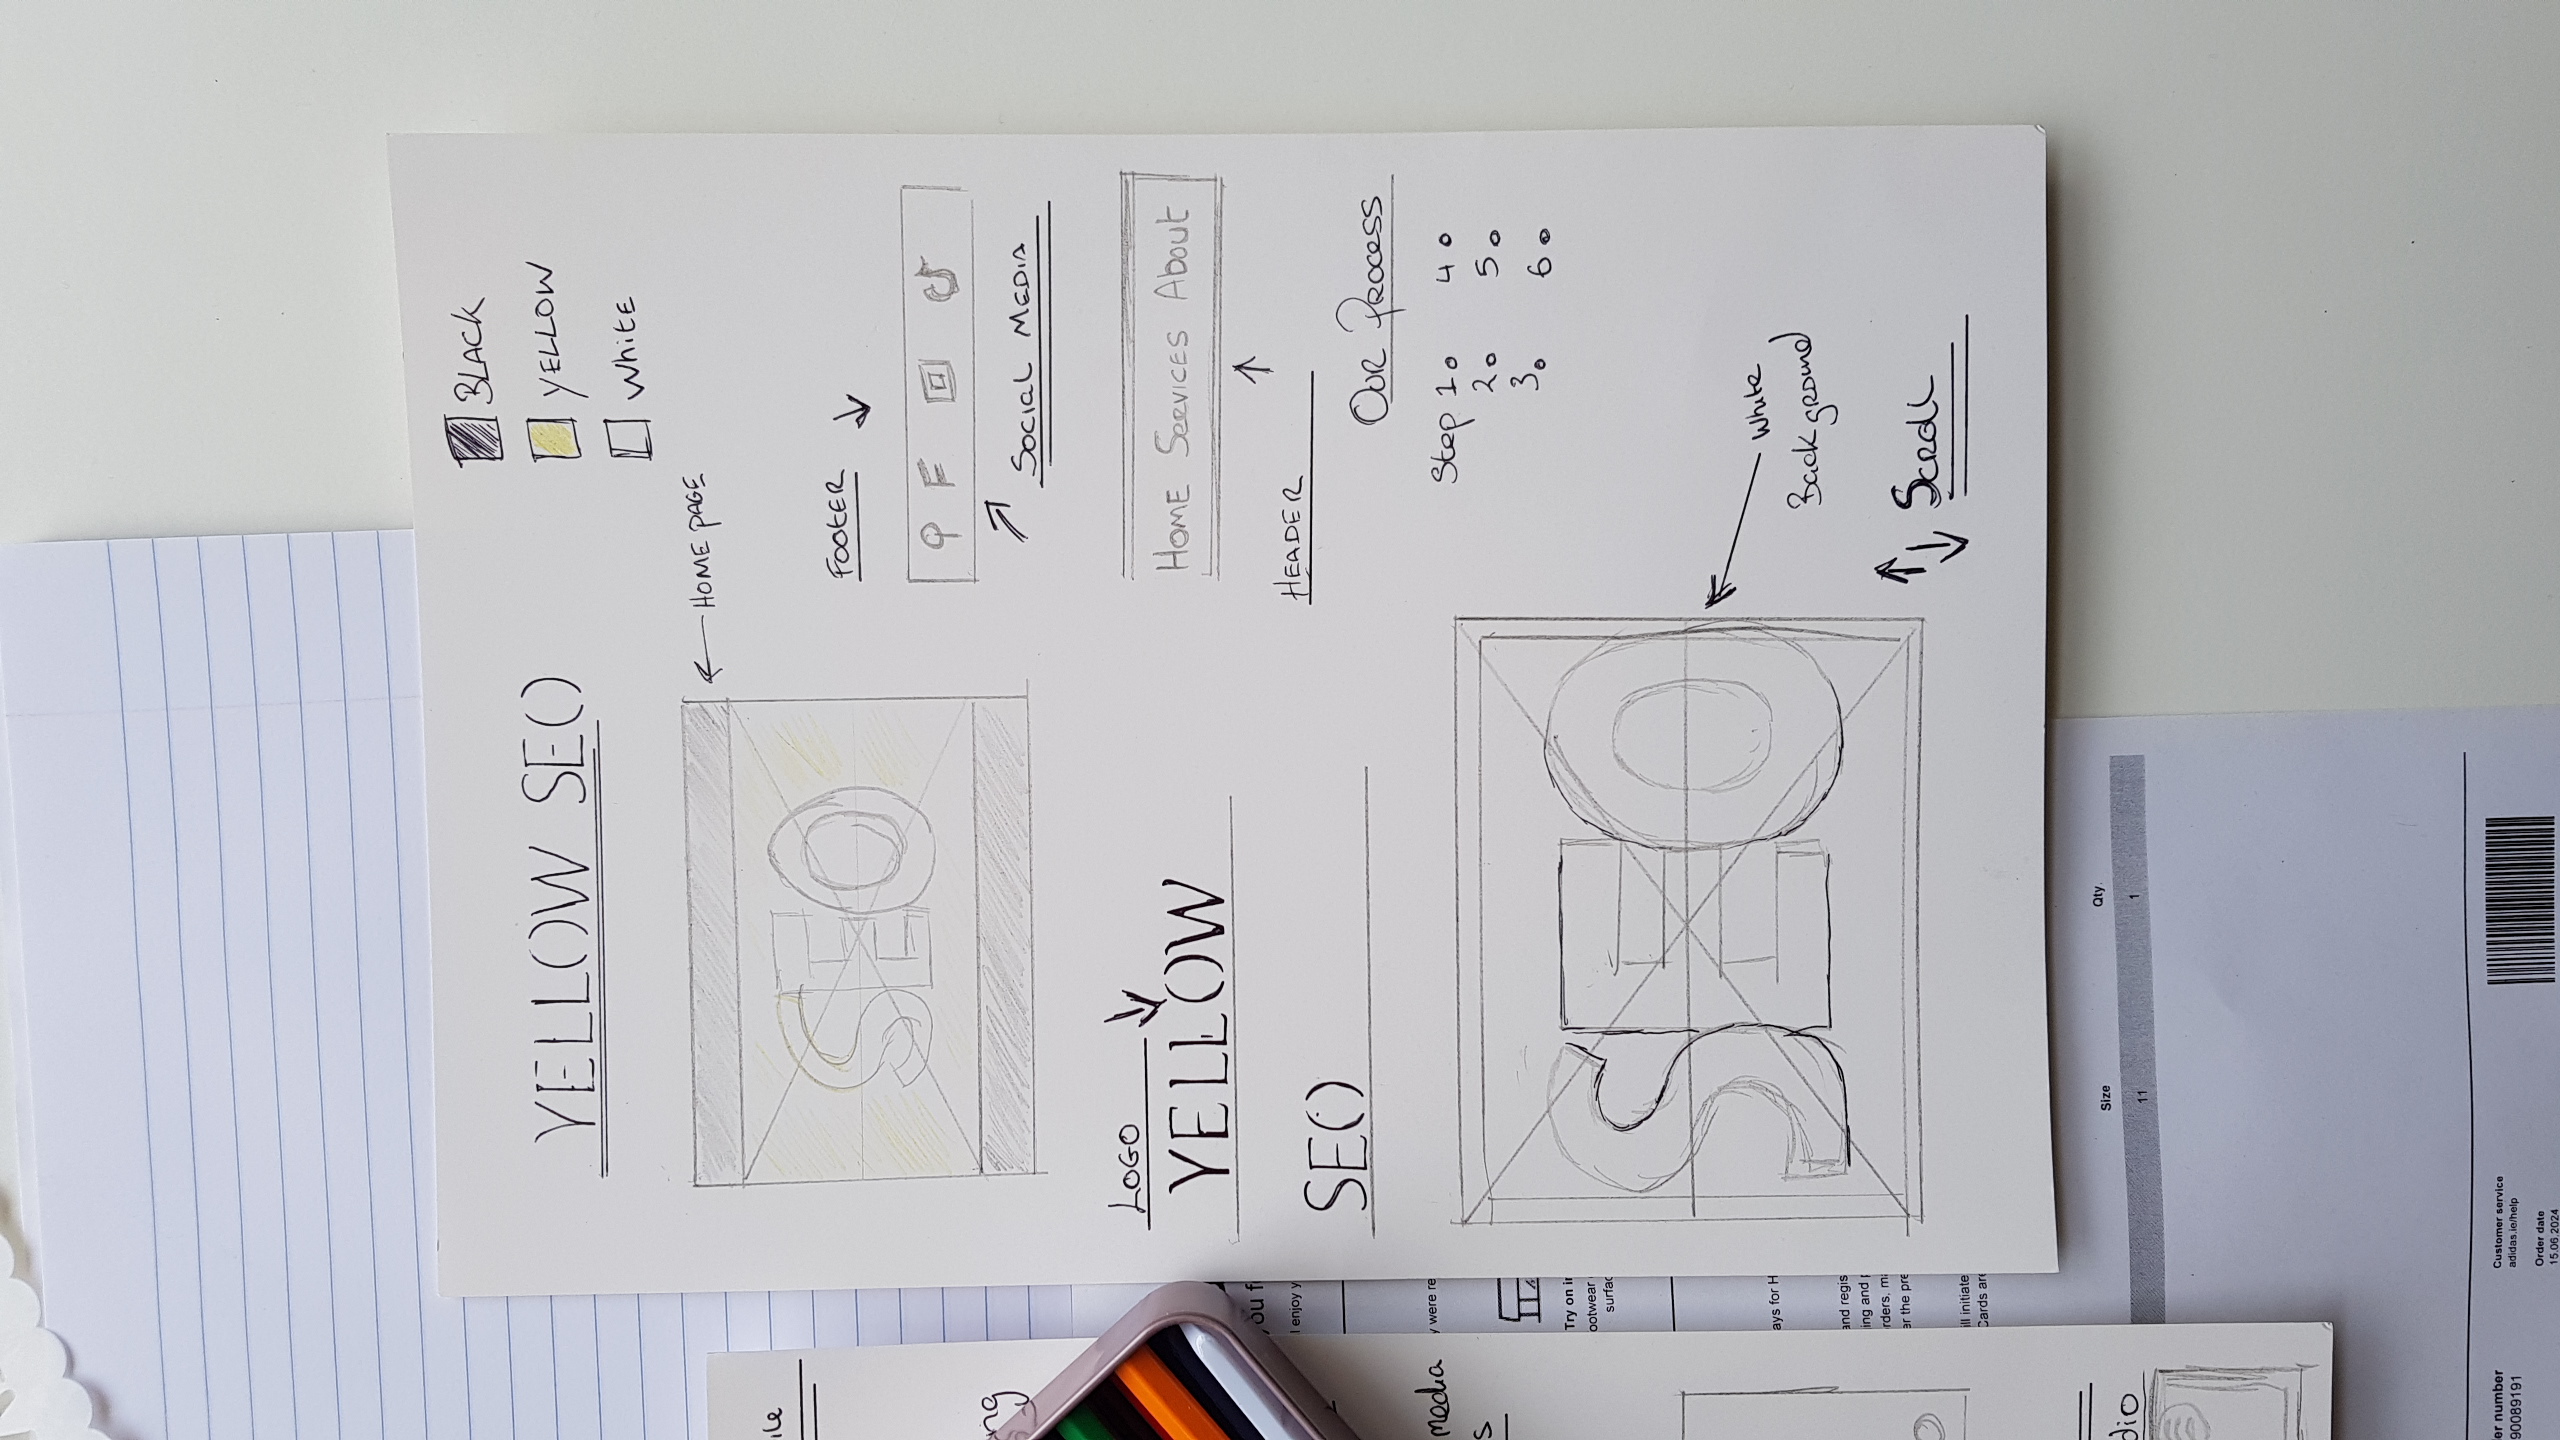 YELLOW SEO
BLACK
YELLOW
White
HOME PAGE
SEO
FOOTER
F
SOCIAL MEDIA
LOGO
YELLOW
SEO
HOME SERVICES About
HEADER
OUR PROCESS
Step 1. 4.
2. 5.
3. 6.
SEO
White
Background
Scroll
ile
ng
media
s
dio
ou f
I enjoy y
y were re
Try on i
ootwear
surfac
ays for H
and regis
ing and
rders, m
er the pre
ill initiate
Cards are
Size Qty
11 1
er number
90089191
Customer service
adidas.ie/help
Order date
15.06.2024